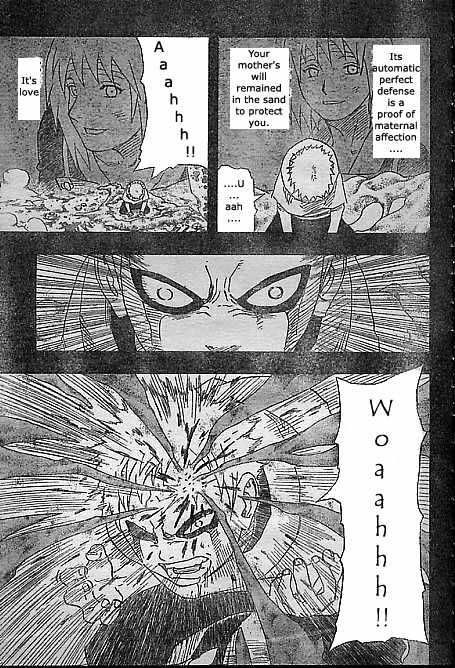 Its
automatic
perfect
defense
is a
proof of
maternal
affection
....
Your
mother's
will
remained
in the sand
to protect
you.
....U
...
aah
....
A
a
a
h
h
h
!!
It's
love
W
o
a
a
h
h
h
!!